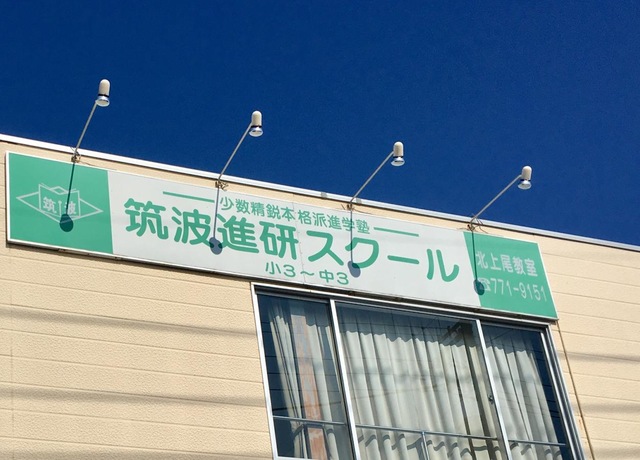 筑波
少数精鋭本格派進学塾
筑波進研スクール
小3～中3
北上尾教室
☎771-9151